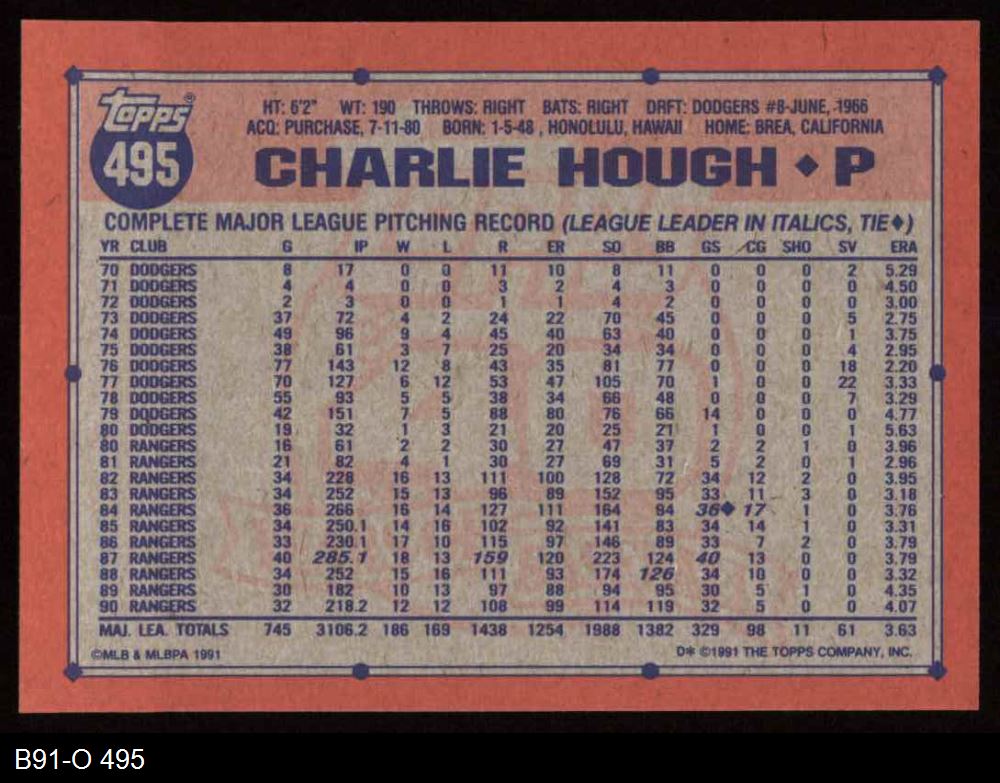 Topps®
495
HT: 6'2" WT: 190 THROWS: RIGHT BATS: RIGHT DRFT: DODGERS #8-JUNE, 1966
ACQ: PURCHASE, 7-11-80 BORN: 1-5-48, HONOLULU, HAWAII HOME: BREA, CALIFORNIA
CHARLIE HOUGH ♦ P
COMPLETE MAJOR LEAGUE PITCHING RECORD (LEAGUE LEADER IN ITALICS, TIE♦)
YR CLUB G IP W L R ER SO BB GS CG SHO SV ERA
70 DODGERS 8 17 0 0 11 10 8 11 0 0 0 2 5.29
71 DODGERS 4 4 0 0 3 2 4 3 0 0 0 0 4.50
72 DODGERS 2 3 0 0 1 1 4 2 0 0 0 0 3.00
73 DODGERS 37 72 4 2 24 22 70 45 0 0 0 5 2.75
74 DODGERS 49 96 9 4 45 40 63 40 0 0 0 1 3.75
75 DODGERS 38 61 3 7 25 20 34 34 0 0 0 4 2.95
76 DODGERS 77 143 12 8 43 35 81 77 0 0 0 18 2.20
77 DODGERS 70 127 6 12 53 47 105 70 1 0 0 22 3.33
78 DODGERS 55 93 5 5 38 34 66 48 0 0 0 7 3.29
79 DODGERS 42 151 7 5 88 80 76 66 14 0 0 0 4.77
80 DODGERS 19 32 1 3 21 20 25 21 1 0 0 1 5.63
80 RANGERS 16 61 2 2 30 27 47 37 2 2 1 0 3.96
81 RANGERS 21 82 4 1 30 27 69 31 5 2 0 1 2.96
82 RANGERS 34 228 16 13 111 100 128 72 34 12 2 0 3.95
83 RANGERS 34 252 15 13 96 89 152 95 33 11 3 0 3.18
84 RANGERS 36 266 16 14 127 111 164 94 36♦ 17 1 0 3.76
85 RANGERS 34 250.1 14 16 102 92 141 83 34 14 1 0 3.31
86 RANGERS 33 230.1 17 10 115 97 146 89 33 7 2 0 3.79
87 RANGERS 40 285.1 18 13 159 120 223 124 40 13 0 0 3.79
88 RANGERS 34 252 15 16 111 93 174 126 34 10 0 0 3.32
89 RANGERS 30 182 10 13 97 88 94 95 30 5 1 0 4.35
90 RANGERS 32 218.2 12 12 108 99 114 119 32 5 0 0 4.07
MAJ. LEA. TOTALS 745 3106.2 186 169 1438 1254 1988 1382 329 98 11 61 3.63
©MLB & MLBPA 1991
D* ©1991 THE TOPPS COMPANY, INC.
B91-O 495